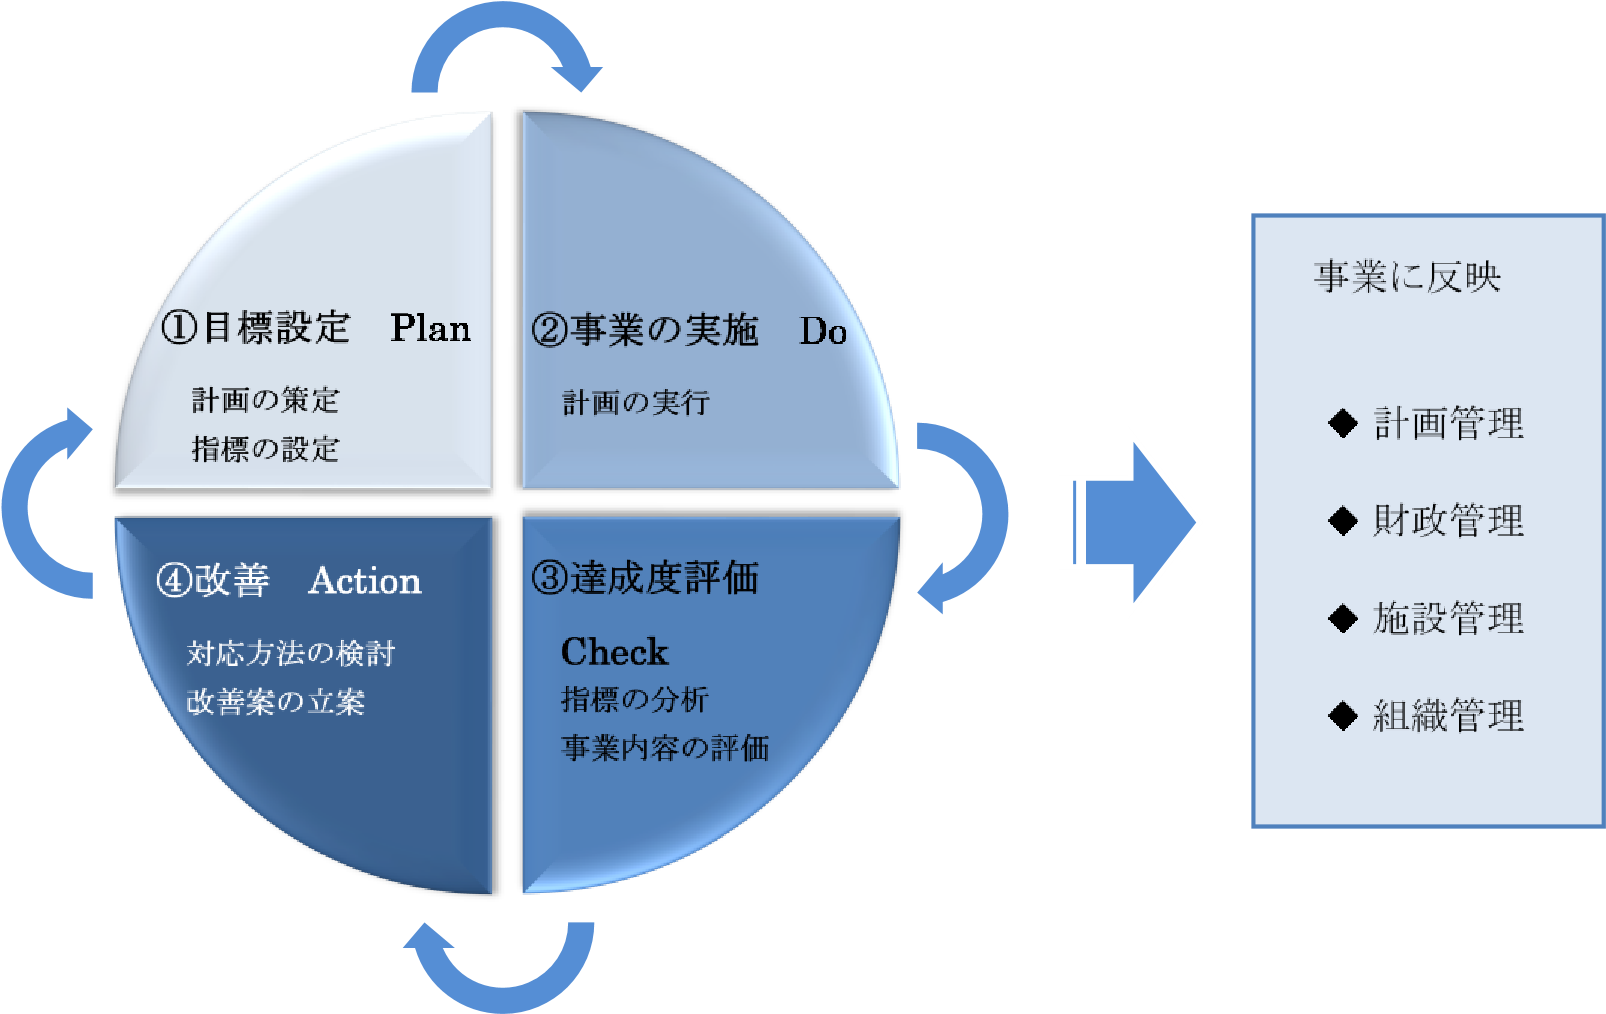 ①目標設定　Plan
計画の策定
指標の設定
②事業の実施　Do
計画の実行
③達成度評価
Check
指標の分析
事業内容の評価
④改善　Action
対応方法の検討
改善案の立案
事業に反映
◆ 計画管理
◆ 財政管理
◆ 施設管理
◆ 組織管理